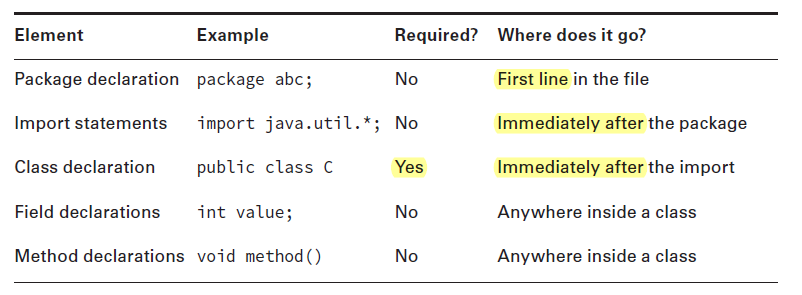 Element Example Required? Where does it go?
Package declaration package abc; No First line in the file
Import statements import java.util.*; No Immediately after the package
Class declaration public class C Yes Immediately after the import
Field declarations int value; No Anywhere inside a class
Method declarations void method() No Anywhere inside a class